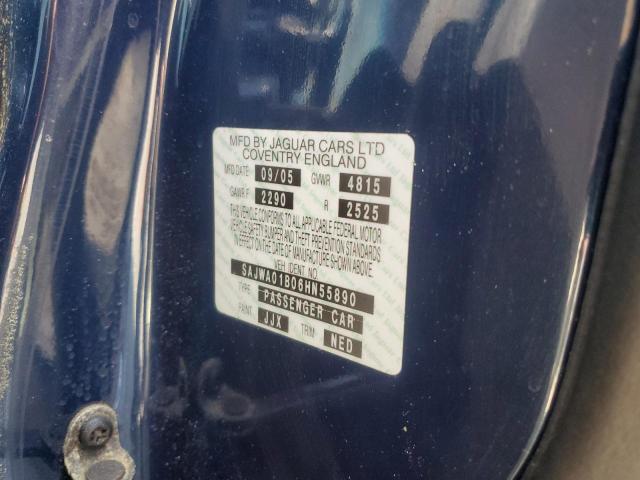 MFD BY JAGUAR CARS LTD
COVENTRY ENGLAND
MFD DATE 09/05 GVWR 4815
GAWR F 2290 R 2525
THIS VEHICLE CONFORMS TO ALL APPLICABLE FEDERAL MOTOR
VEHICLE SAFETY BUMPER AND THEFT PREVENTION STANDARDS
IN EFFECT ON THE DATE OF MANUFACTURE SHOWN ABOVE.
VEH IDENT NO.
SAJWA01B06HN55890
TYPE PASSENGER CAR
PAINT JJX TRIM NED